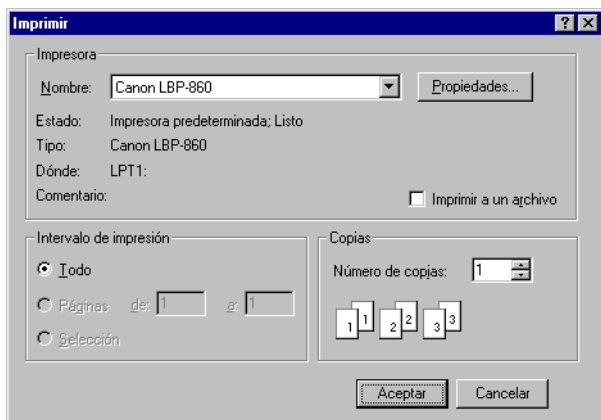 Imprimir
Impresora
Nombre: Canon LBP-860 Propiedades...
Estado: Impresora predeterminada; Listo
Tipo: Canon LBP-860
Dónde: LPT1:
Comentario: Imprimir a un archivo
Intervalo de impresión
Todo
Páginas de: 1 a: 1
Selección
Copias
Número de copias: 1
1 1 2 2 3 3
Aceptar Cancelar